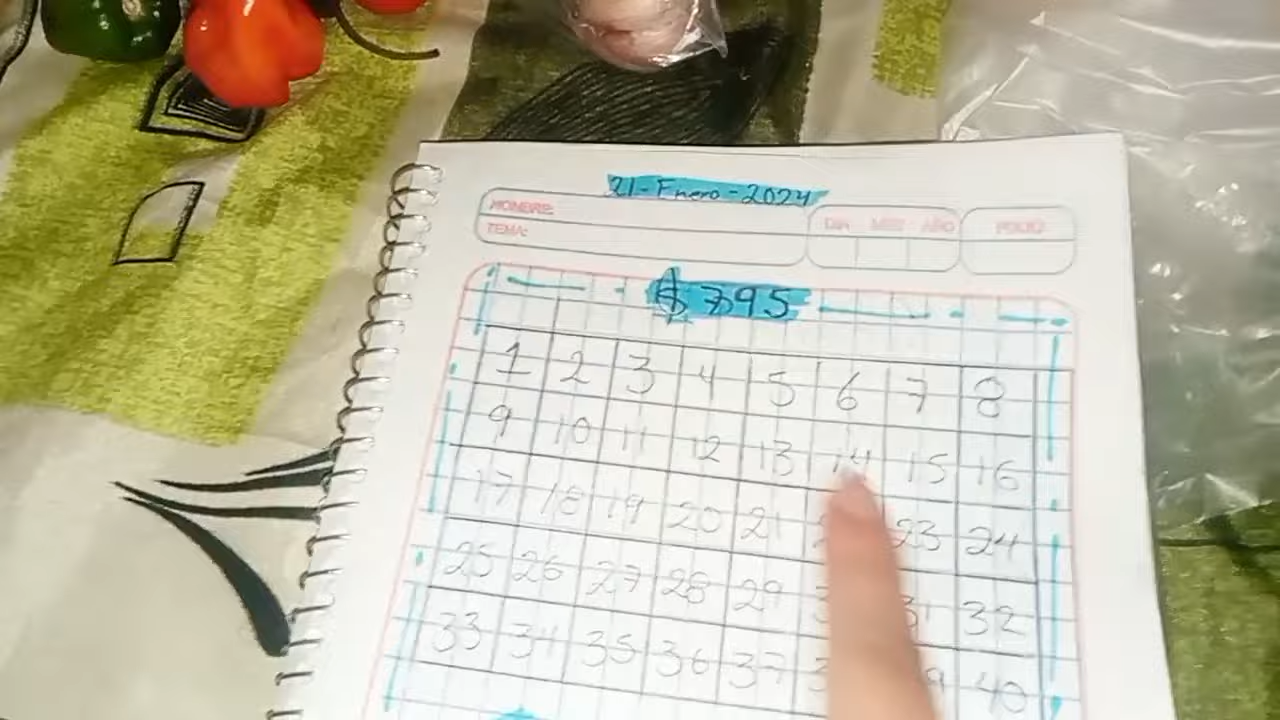 21-Enero-2024
NOMBRE:
TEMA:
DIA MES AÑO
FOLIO
$ 795
1 2 3 4 5 6 7 8
9 10 11 12 13 14 15 16
17 18 19 20 21 23 24
25 26 27 28 29 31 32
33 34 35 36 37 40